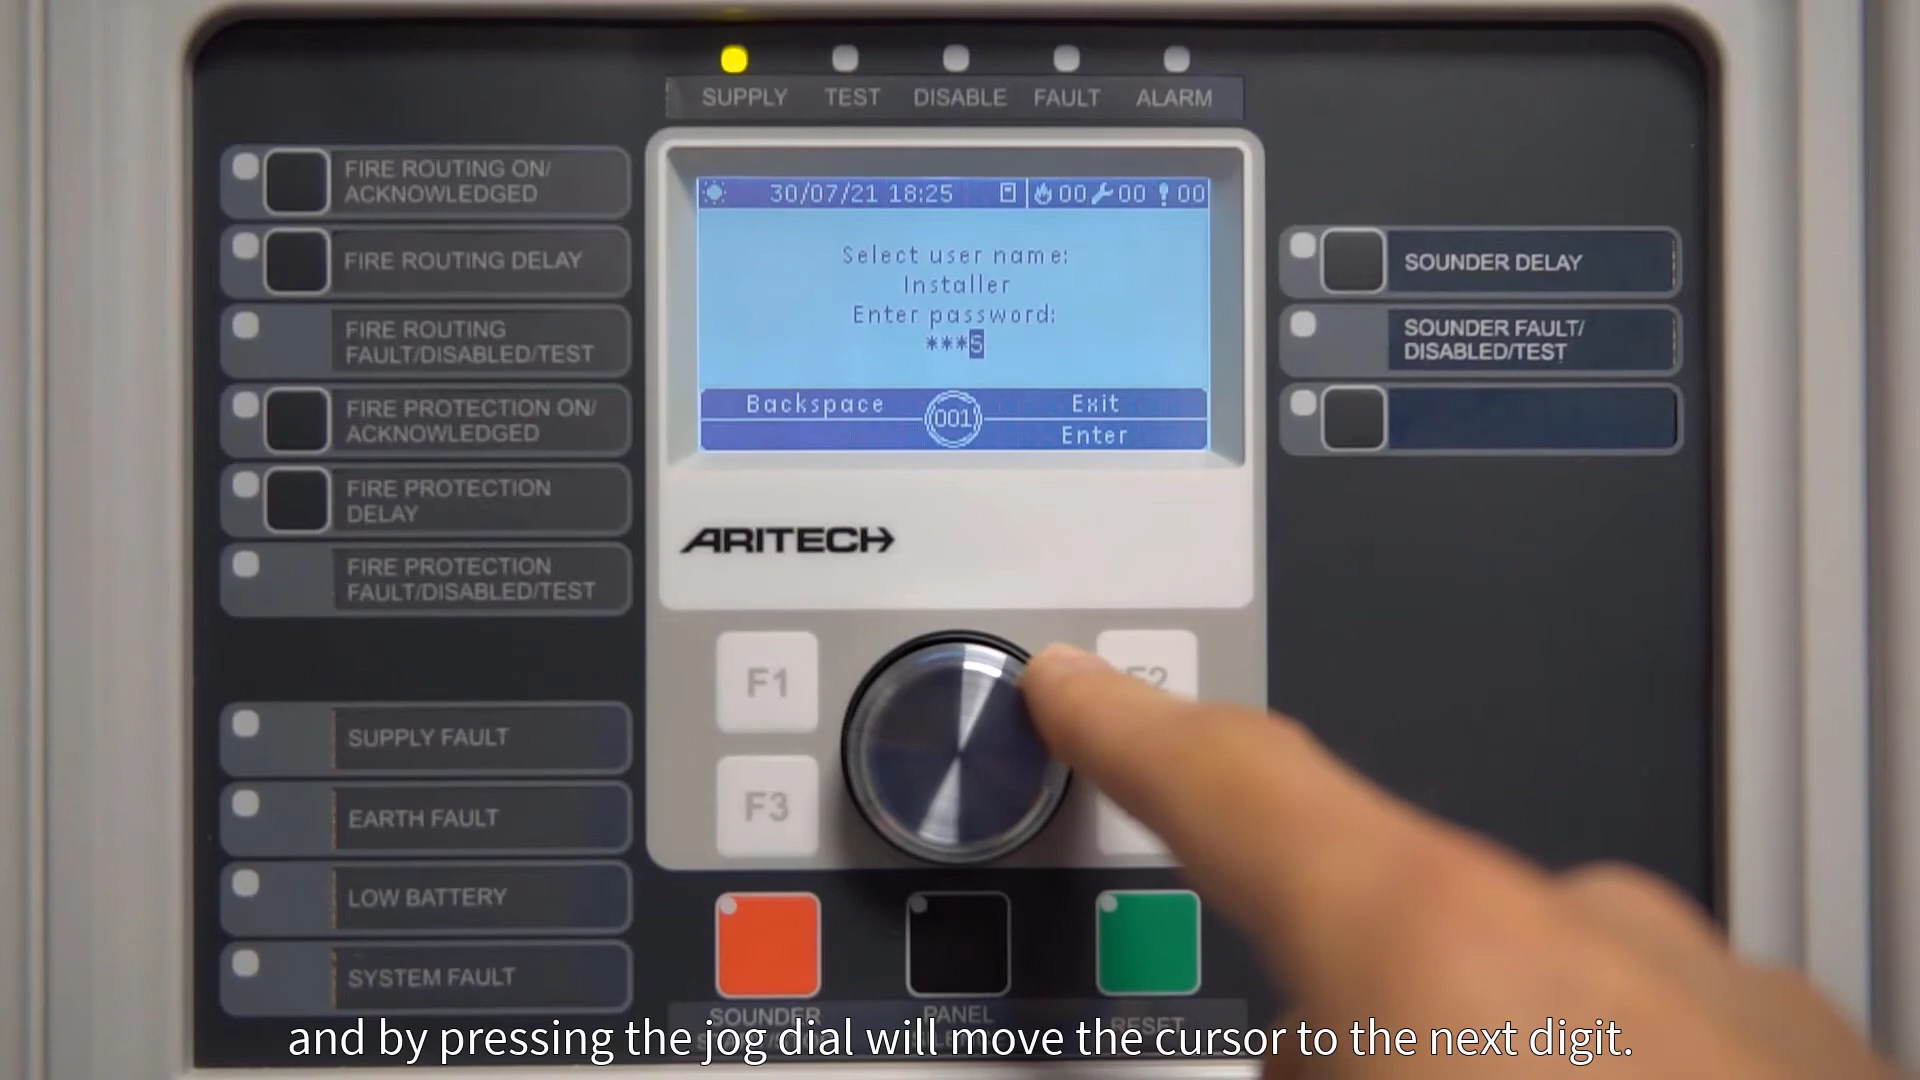 SUPPLY TEST DISABLE FAULT ALARM
FIRE ROUTING ON/
ACKNOWLEDGED
FIRE ROUTING DELAY
FIRE ROUTING
FAULT/DISABLED/TEST
FIRE PROTECTION ON/
ACKNOWLEDGED
FIRE PROTECTION
DELAY
FIRE PROTECTION
FAULT/DISABLED/TEST
SUPPLY FAULT
EARTH FAULT
LOW BATTERY
SYSTEM FAULT
30/07/21 18:25 00 00 00
Select user name:
Installer
Enter password:
***5
Backspace Exit
001
Enter
ARITECH
F1 F2
F3
SOUNDER DELAY
SOUNDER FAULT/
DISABLED/TEST
SOUNDER
PANEL
RESET
and by pressing the jog dial will move the cursor to the next digit.